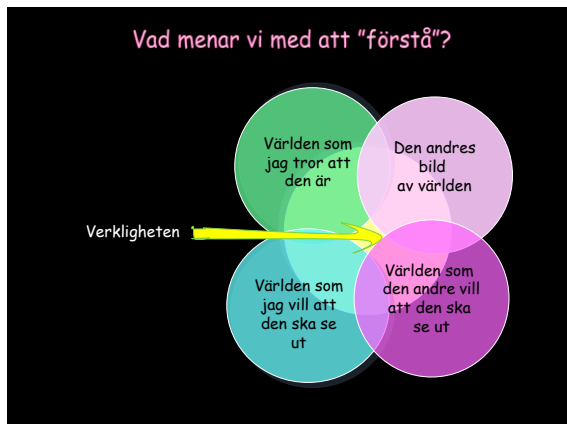 Vad menar vi med att ”förstå”?
Världen som
jag tror att
den är
Den andres
bild
av världen
Verkligheten
Världen som
jag vill att
den ska se
ut
Världen som
den andre vill
att den ska
se ut